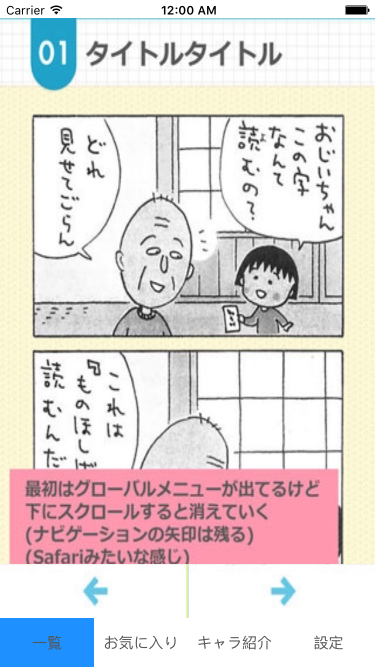 Carrier 12:00 AM
01 タイトルタイトル
おじいちゃん
この字
なんて
読むの?
どれ
見せてごらん
これは
『ものほしげ
読むんだ
最初はグローバルメニューが出てるけど
下にスクロールすると消えていく
(ナビゲーションの矢印は残る)
(Safariみたいな感じ)
一覧 お気に入り キャラ紹介 設定